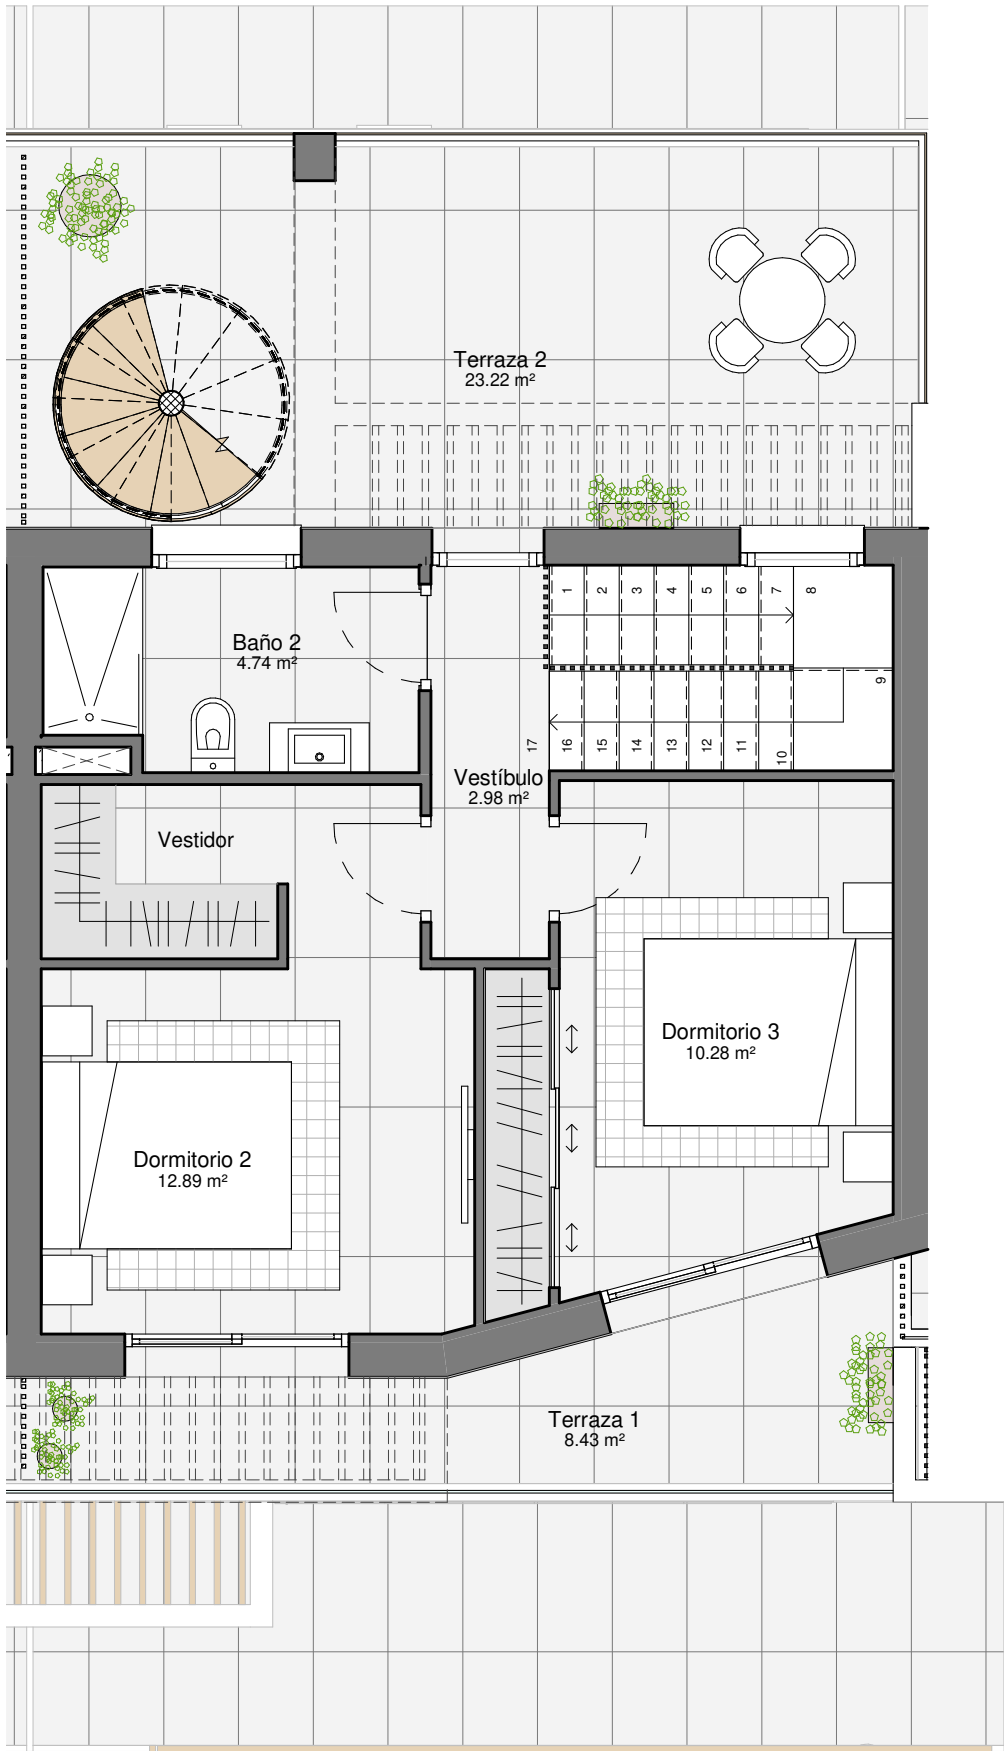 Terraza 2
23.22 m²
1 2 3 4 5 6 7 8
Baño 2
4.74 m²
9
17 16 15 14 13 12 11 10
Vestíbulo
2.98 m²
Vestidor
Dormitorio 3
10.28 m²
Dormitorio 2
12.89 m²
Terraza 1
8.43 m²